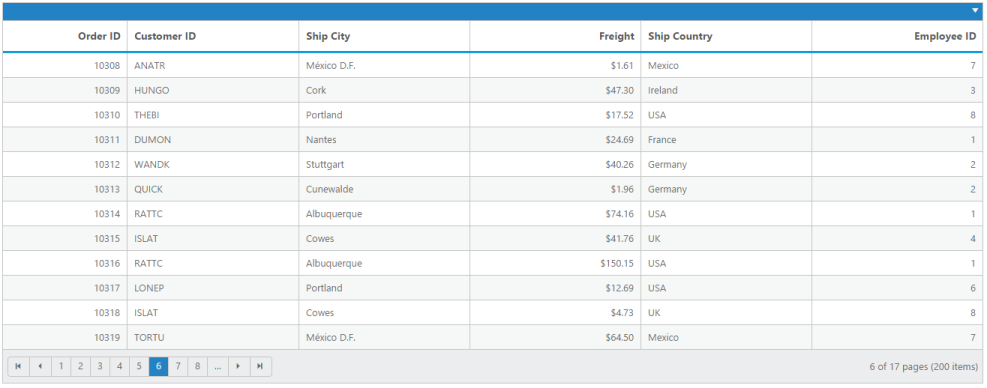 Order ID Customer ID Ship City Freight Ship Country Employee ID
10308 ANATR México D.F. $1.61 Mexico 7
10309 HUNGO Cork $47.30 Ireland 3
10310 THEBI Portland $17.52 USA 8
10311 DUMON Nantes $24.69 France 1
10312 WANDK Stuttgart $40.26 Germany 2
10313 QUICK Cunewalde $1.96 Germany 2
10314 RATTC Albuquerque $74.16 USA 1
10315 ISLAT Cowes $41.76 UK 4
10316 RATTC Albuquerque $150.15 USA 1
10317 LONEP Portland $12.69 USA 6
10318 ISLAT Cowes $4.73 UK 8
10319 TORTU México D.F. $64.50 Mexico 7
1 2 3 4 5 6 7 8 ... 6 of 17 pages (200 items)